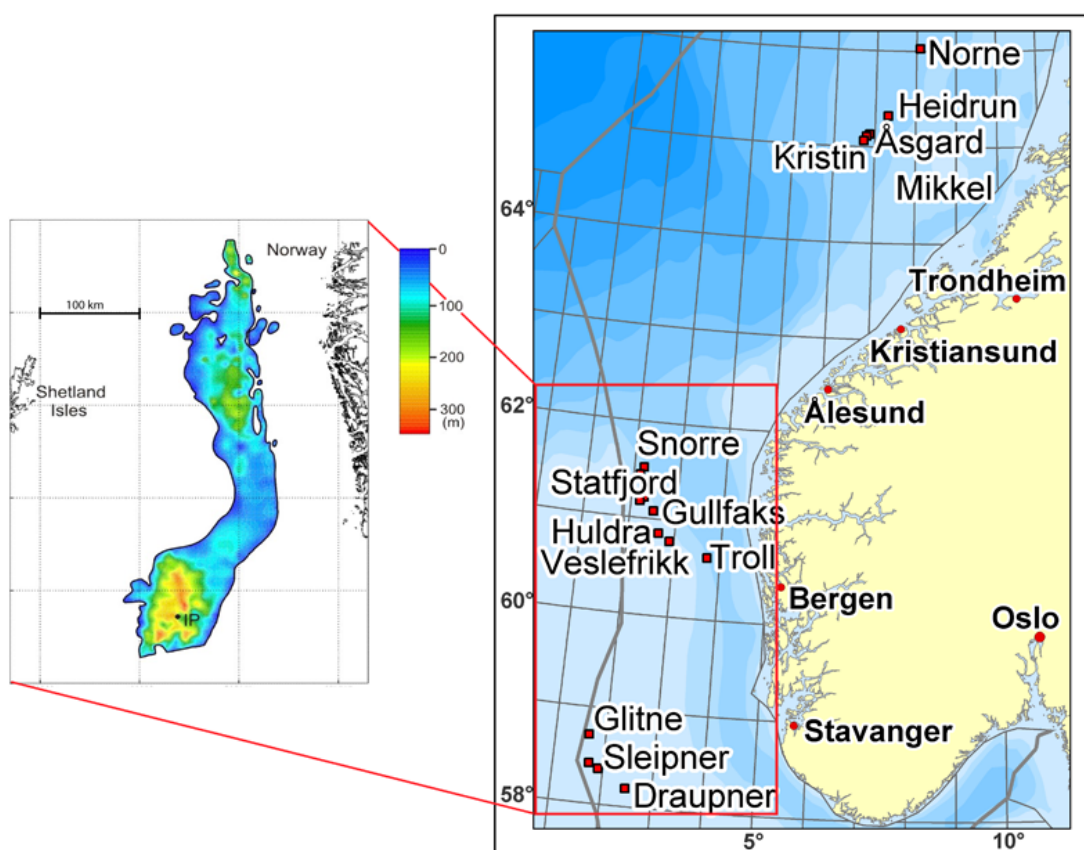 Norway
100 km
Shetland
Isles
IP
0
100
200
300
(m)
Norne
Heidrun
Åsgard
Kristin
Mikkel
64°
Trondheim
Kristiansund
62°
Ålesund
Snorre
Statfjord
Gullfaks
Huldra
Veslefrikk
Troll
60°
Bergen
Oslo
Glitne
Stavanger
Sleipner
58°
Draupner
5°
10°